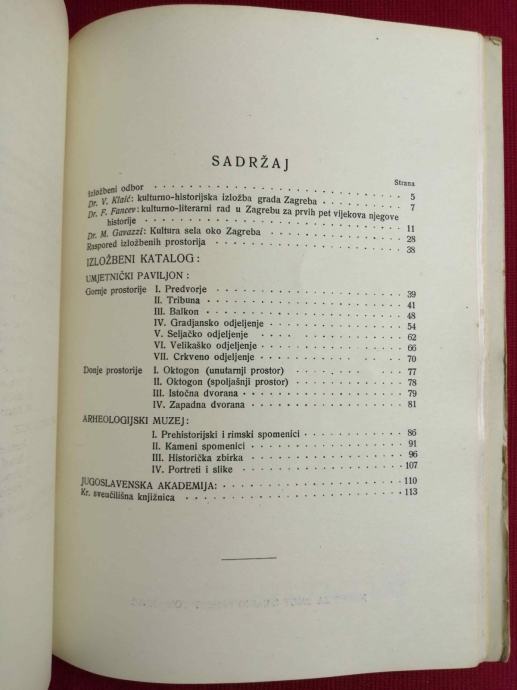 SADRŽAJ
Strana
Izložbeni odbor . . . . . . . . . . . . . . . . 5
Dr. V. Klaić: kulturno-historijska izložba grada Zagreba . . . . . . 7
Dr. F. Fancev: kulturno-literarni rad u Zagrebu za prvih pet vijekova njegove
historije . . . . . . . . . . . . . . . . 11
Dr. M. Gavazzi: Kultura sela oko Zagreba . . . . . . . . . . 28
Raspored izložbenih prostorija . . . . . . . . . . . . 38
IZLOŽBENI KATALOG:
UMJETNIČKI PAVILJON:
Gornje prostorije I. Predvorje . . . . . . . . . . . . 39
II. Tribuna . . . . . . . . . . . . 41
III. Balkon . . . . . . . . . . . . 48
IV. Gradjansko odjeljenje . . . . . . . . . . 54
V. Seljačko odjeljenje . . . . . . . . . . 62
VI. Velikaško odjeljenje . . . . . . . . . . 66
VII. Crkveno odjeljenje . . . . . . . . . . 70
Donje prostorije I. Oktogon (unutarnji prostor) . . . . . . . . 77
II. Oktogon (spoljašnji prostor) . . . . . . . . 78
III. Istočna dvorana . . . . . . . . . . 79
IV. Zapadna dvorana . . . . . . . . . . 81
ARHEOLOGIJSKI MUZEJ:
I. Prehistorijski i rimski spomenici . . . . . . . . 86
II. Kameni spomenici . . . . . . . . . . 91
III. Historička zbirka . . . . . . . . . . 96
IV. Portreti i slike . . . . . . . . . . 107
JUGOSLAVENSKA AKADEMIJA: . . . . . . . . . . . . 110
Kr. sveučilišna knjižnica . . . . . . . . . . . . 113